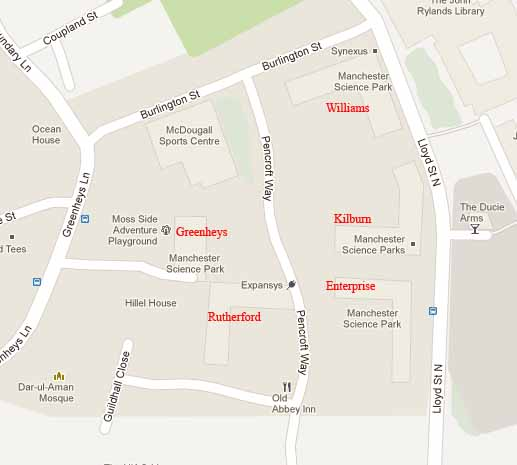 The John
Rylands Library
Coupland St
undary Ln
Burlington St
Synexus
Manchester
Science Park
Williams
Burlington St
Ocean
House
McDougall
Sports Centre
Pencroft Way
Lloyd St N
Greenheys Ln
e St
d Tees
Moss Side
Adventure
Playground
Greenheys
Kilburn
The Ducie
Arms
Manchester
Science Parks
Manchester
Science Park
Expansys
Enterprise
Hillel House
Rutherford
Pencroft Way
Manchester
Science Park
enheys Ln
Guildhall Close
Dar-ul-Aman
Mosque
Old
Abbey Inn
Lloyd St N